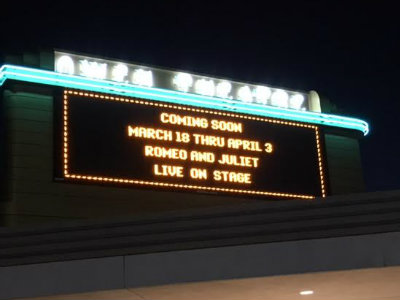 COMING SOON
MARCH 18 THRU APRIL 3
ROMEO AND JULIET
LIVE ON STAGE